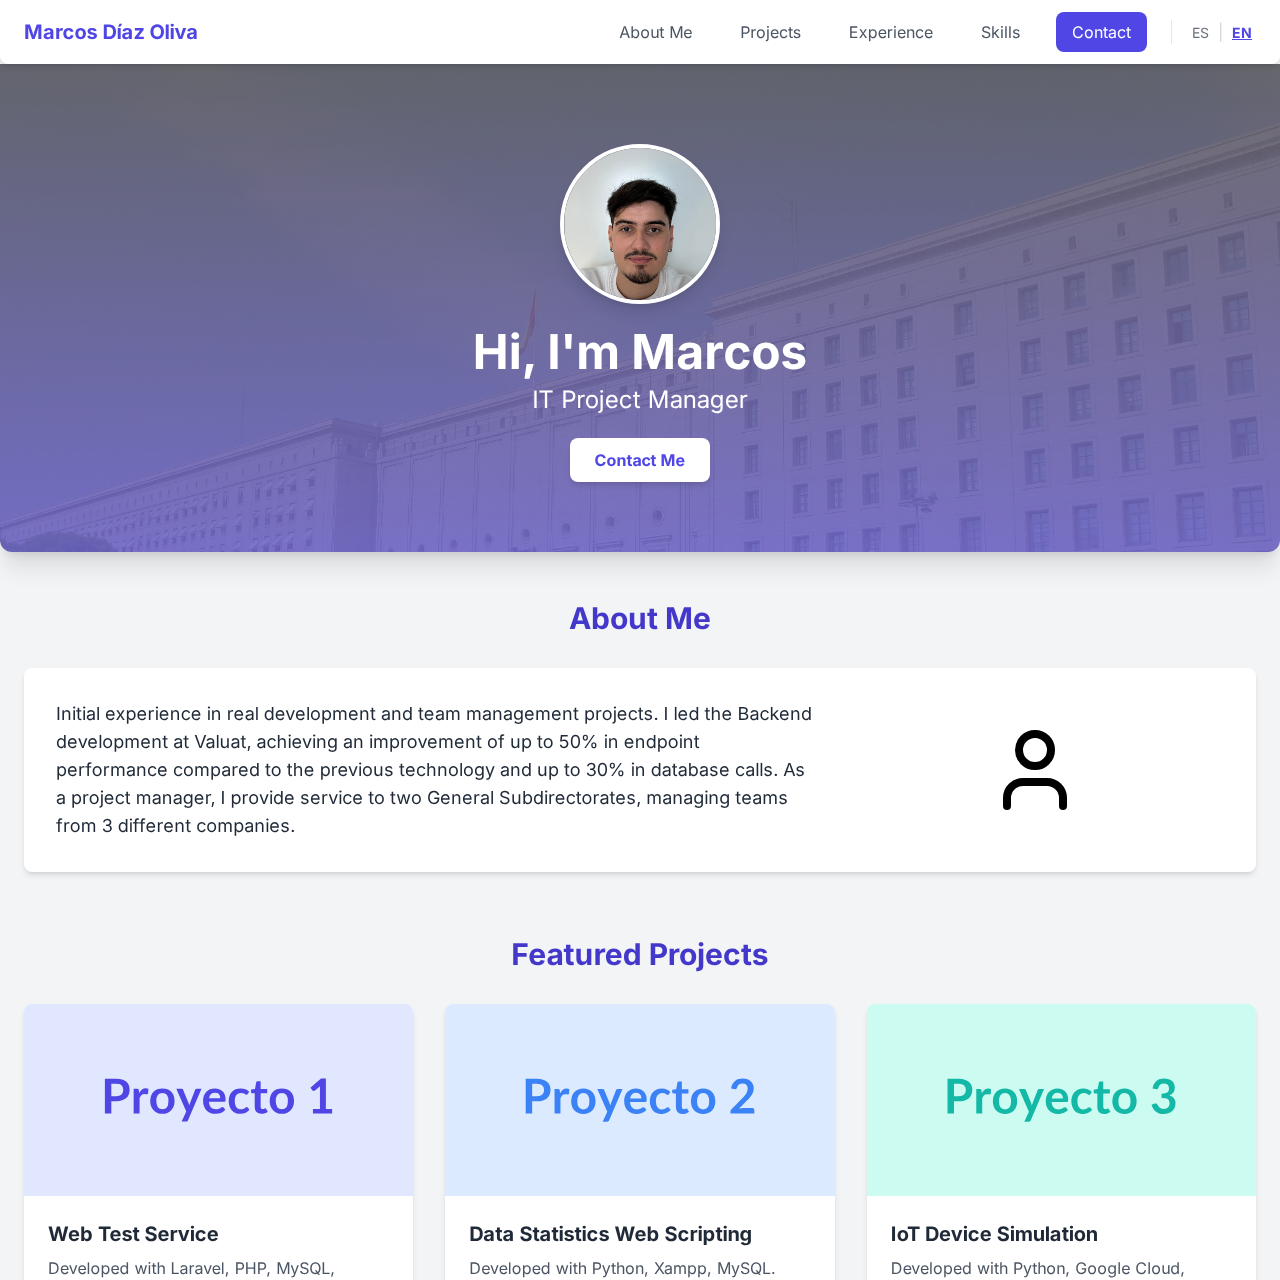 Marcos Díaz Oliva
About Me
Projects
Experience
Skills
Contact
ES | EN
Hi, I'm Marcos
IT Project Manager
Contact Me
About Me
Initial experience in real development and team management projects. I led the Backend
development at Valuat, achieving an improvement of up to 50% in endpoint
performance compared to the previous technology and up to 30% in database calls. As
a project manager, I provide service to two General Subdirectorates, managing teams
from 3 different companies.
Featured Projects
Proyecto 1
Web Test Service
Developed with Laravel, PHP, MySQL,
Proyecto 2
Data Statistics Web Scripting
Developed with Python, Xampp, MySQL.
Proyecto 3
IoT Device Simulation
Developed with Python, Google Cloud,